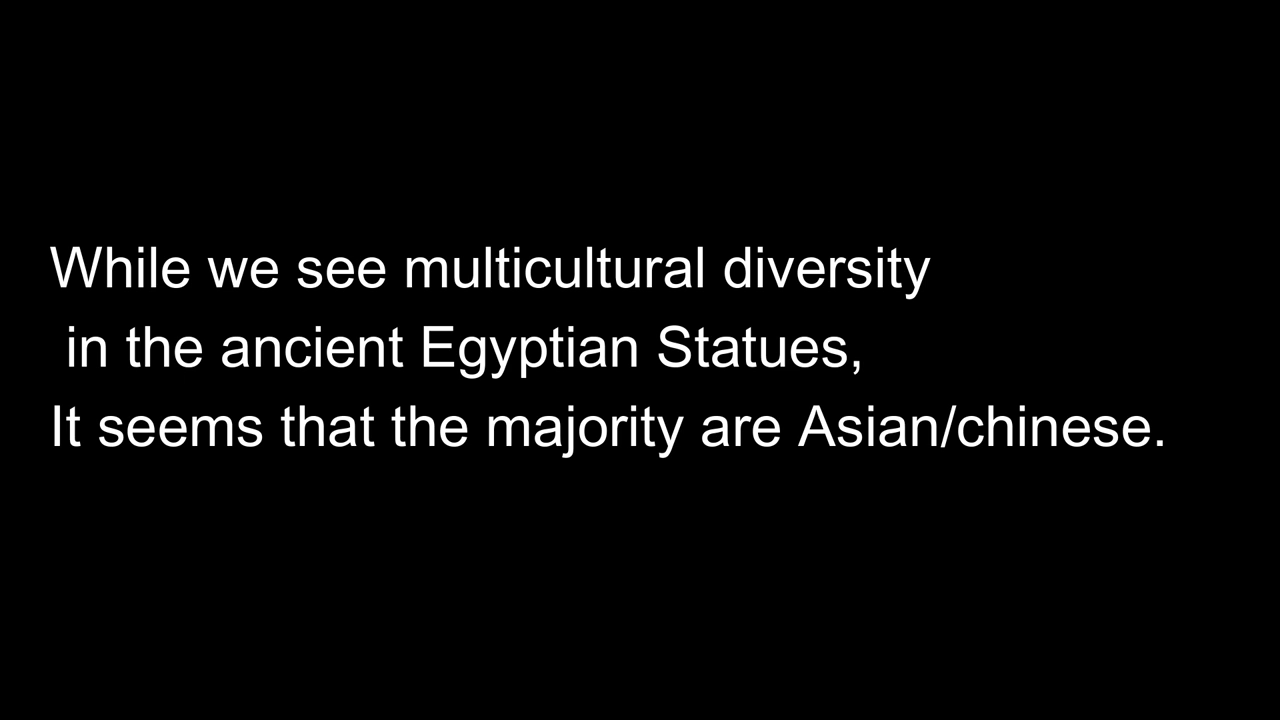 While we see multicultural diversity
in the ancient Egyptian Statues,
It seems that the majority are Asian/chinese.